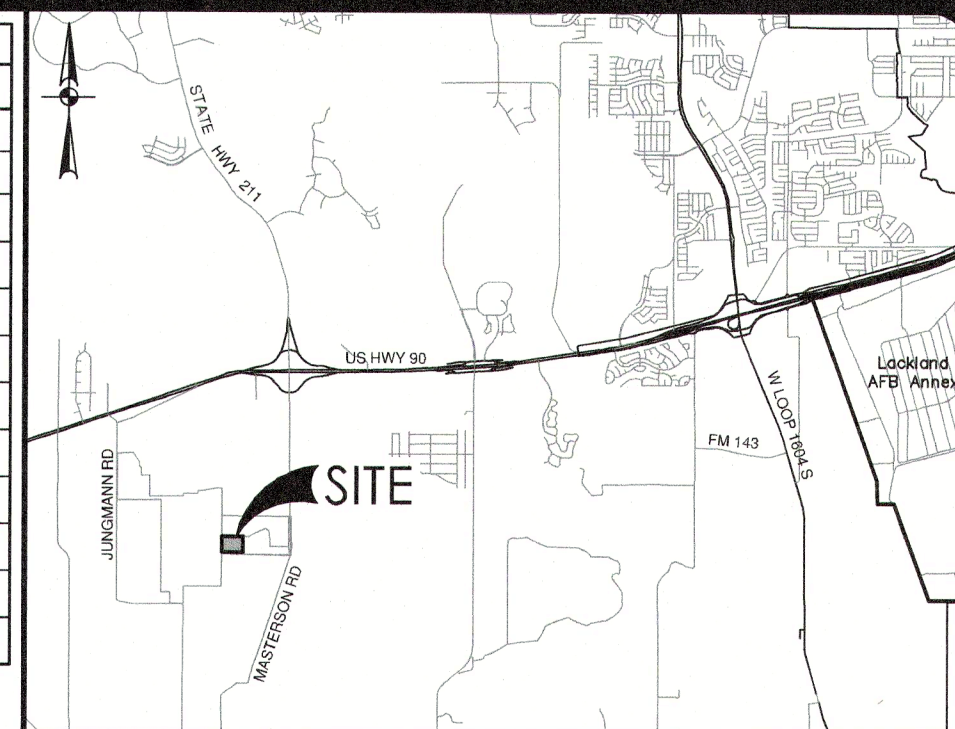 STATE HWY 211
US HWY 90
Lackland
AFB Annex
W LOOP 1604 S
FM 143
JUNGMANN RD
SITE
MASTERSON RD